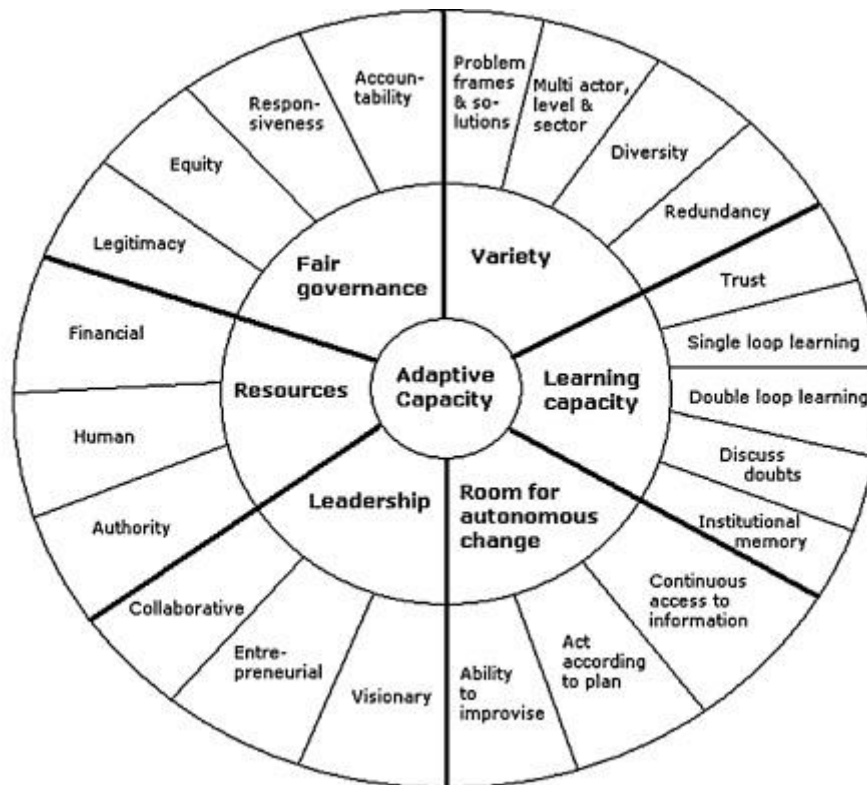 Adaptive
Capacity
Variety
Problem
frames
& so-
lutions
Multi actor,
level &
sector
Diversity
Redundancy
Learning
capacity
Trust
Single loop learning
Double loop learning
Discuss
doubts
Institutional
memory
Room for
autonomous
change
Continuous
access to
information
Act
according
to plan
Ability
to
improvise
Leadership
Visionary
Entre-
preneurial
Collaborative
Resources
Authority
Human
Financial
Fair
governance
Legitimacy
Equity
Respon-
siveness
Accoun-
tability